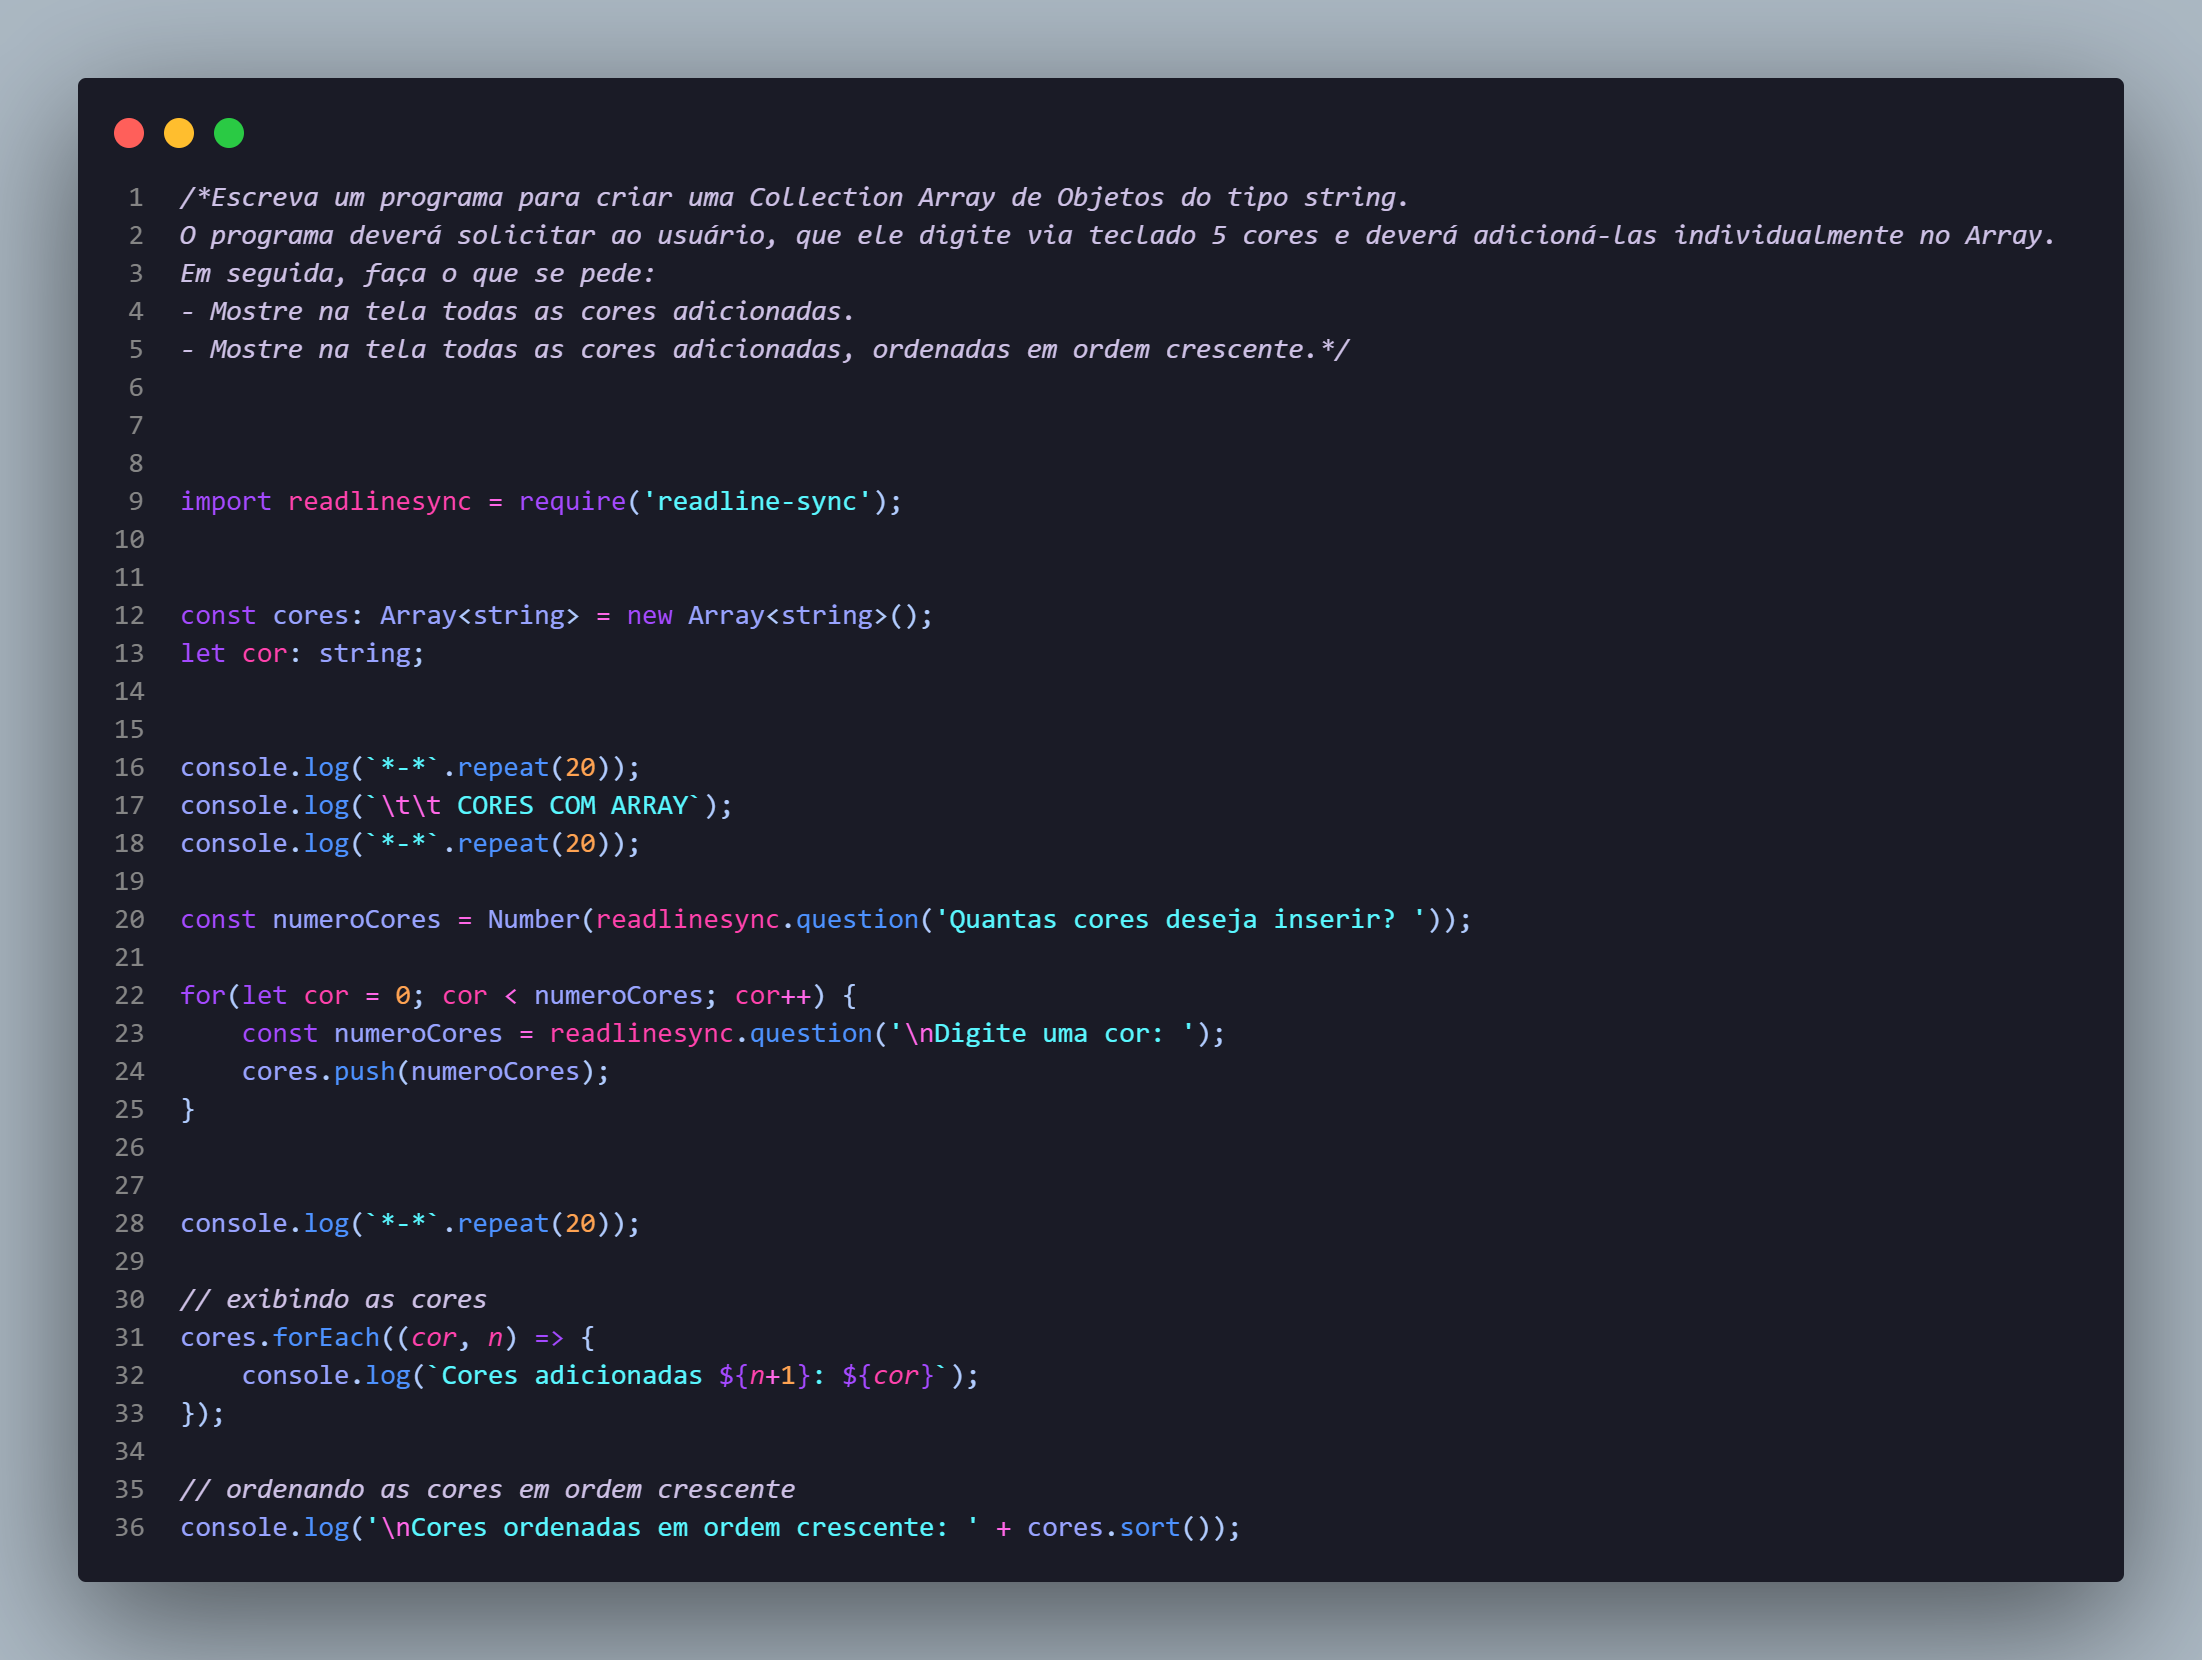 1 /*Escreva um programa para criar uma Collection Array de Objetos do tipo string.
2 O programa deverá solicitar ao usuário, que ele digite via teclado 5 cores e deverá adicioná-las individualmente no Array.
3 Em seguida, faça o que se pede:
4 - Mostre na tela todas as cores adicionadas.
5 - Mostre na tela todas as cores adicionadas, ordenadas em ordem crescente.*/
6
7
8
9 import readlinesync = require('readline-sync');
10
11
12 const cores: Array<string> = new Array<string>();
13 let cor: string;
14
15
16 console.log(`*-*`.repeat(20));
17 console.log(`\t\t CORES COM ARRAY`);
18 console.log(`*-*`.repeat(20));
19
20 const numeroCores = Number(readlinesync.question('Quantas cores deseja inserir? '));
21
22 for(let cor = 0; cor < numeroCores; cor++) {
23     const numeroCores = readlinesync.question('\nDigite uma cor: ');
24     cores.push(numeroCores);
25 }
26
27
28 console.log(`*-*`.repeat(20));
29
30 // exibindo as cores
31 cores.forEach((cor, n) => {
32     console.log(`Cores adicionadas ${n+1}: ${cor}`);
33 });
34
35 // ordenando as cores em ordem crescente
36 console.log('\nCores ordenadas em ordem crescente: ' + cores.sort());